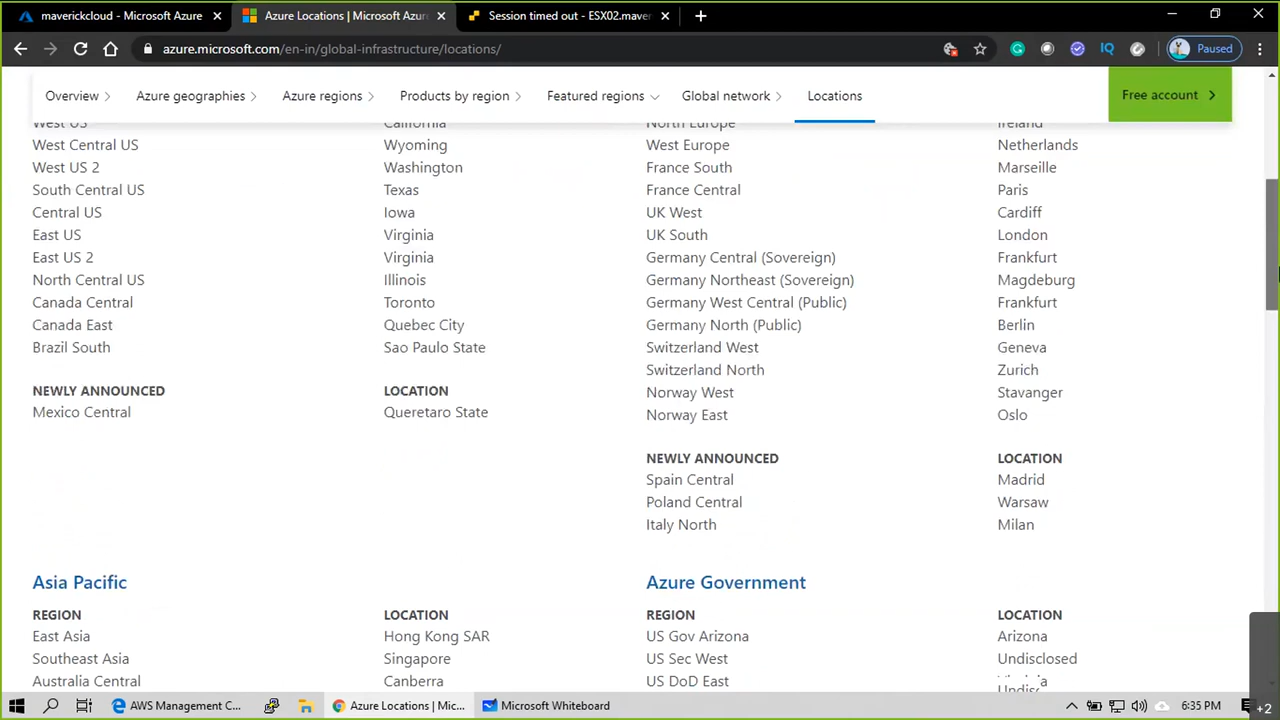 maverickcloud - Microsoft Azure
Azure Locations | Microsoft Azur
Session timed out - ESX02.maver
azure.microsoft.com/en-in/global-infrastructure/locations/
IQ
Paused
Overview
Azure geographies
Azure regions
Products by region
Featured regions
Global network
Locations
Free account
West US California North Europe Ireland
West Central US Wyoming West Europe Netherlands
West US 2 Washington France South Marseille
South Central US Texas France Central Paris
Central US Iowa UK West Cardiff
East US Virginia UK South London
East US 2 Virginia Germany Central (Sovereign) Frankfurt
North Central US Illinois Germany Northeast (Sovereign) Magdeburg
Canada Central Toronto Germany West Central (Public) Frankfurt
Canada East Quebec City Germany North (Public) Berlin
Brazil South Sao Paulo State Switzerland West Geneva
Switzerland North Zurich
NEWLY ANNOUNCED LOCATION Norway West Stavanger
Mexico Central Queretaro State Norway East Oslo
NEWLY ANNOUNCED LOCATION
Spain Central Madrid
Poland Central Warsaw
Italy North Milan
Asia Pacific Azure Government
REGION LOCATION REGION LOCATION
East Asia Hong Kong SAR US Gov Arizona Arizona
Southeast Asia Singapore US Sec West Undisclosed
Australia Central Canberra US DoD East
AWS Management C...
Azure Locations | Mic...
Microsoft Whiteboard
6:35 PM
+2